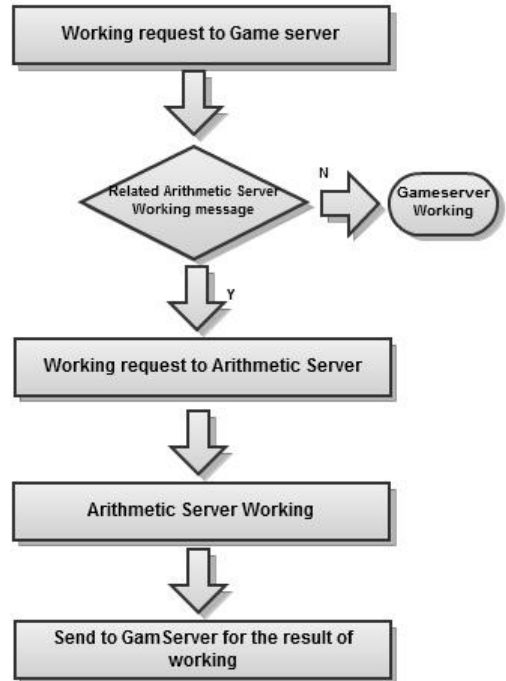 Working request to Game server
Related Arithmetic Server
Working message
N
Gameserver
Working
Y
Working request to Arithmetic Server
Arithmetic Server Working
Send to GamServer for the result of
working